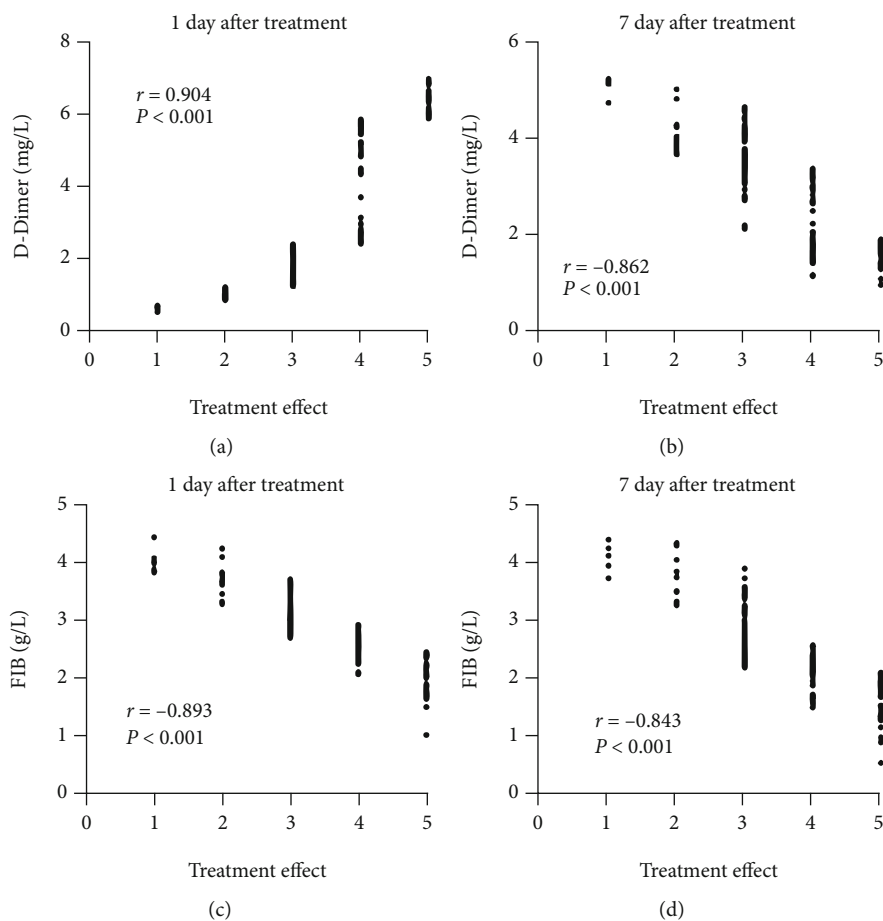 1 day after treatment
8
6
4
2
0
D-Dimer (mg/L)
r = 0.904
P < 0.001
0 1 2 3 4 5
Treatment effect
(a)
7 day after treatment
6
4
2
0
D-Dimer (mg/L)
r = –0.862
P < 0.001
0 1 2 3 4 5
Treatment effect
(b)
1 day after treatment
5
4
3
2
1
0
FIB (g/L)
r = –0.893
P < 0.001
0 1 2 3 4 5
Treatment effect
(c)
7 day after treatment
5
4
3
2
1
0
FIB (g/L)
r = –0.843
P < 0.001
0 1 2 3 4 5
Treatment effect
(d)